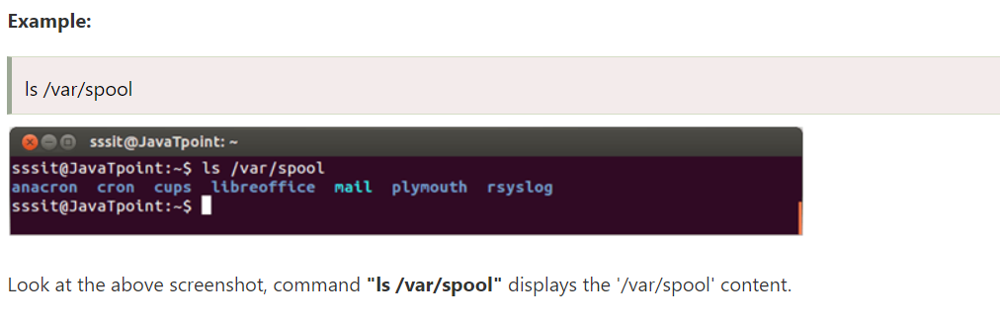 Example:
ls /var/spool
sssit@JavaTpoint: ~
sssit@JavaTpoint:~$ ls /var/spool
anacron  cron  cups  libreoffice  mail  plymouth  rsyslog
sssit@JavaTpoint:~$
Look at the above screenshot, command "ls /var/spool" displays the '/var/spool' content.